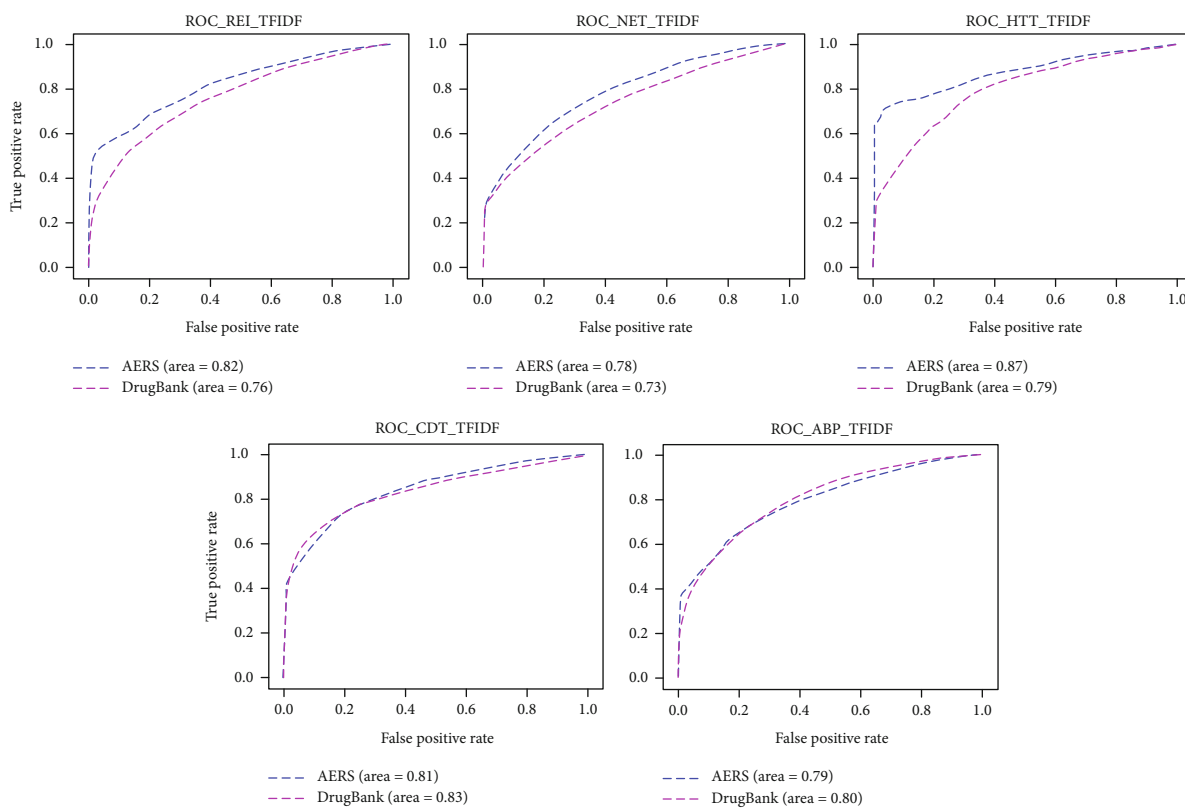 ROC_REI_TFIDF
True positive rate
1.0
0.8
0.6
0.4
0.2
0.0
0.0 0.2 0.4 0.6 0.8 1.0
False positive rate
AERS (area = 0.82)
DrugBank (area = 0.76)
ROC_NET_TFIDF
1.0
0.8
0.6
0.4
0.2
0.0
0.0 0.2 0.4 0.6 0.8 1.0
False positive rate
AERS (area = 0.78)
DrugBank (area = 0.73)
ROC_HTT_TFIDF
1.0
0.8
0.6
0.4
0.2
0.0
0.0 0.2 0.4 0.6 0.8 1.0
False positive rate
AERS (area = 0.87)
DrugBank (area = 0.79)
ROC_CDT_TFIDF
True positive rate
1.0
0.8
0.6
0.4
0.2
0.0
0.0 0.2 0.4 0.6 0.8 1.0
False positive rate
AERS (area = 0.81)
DrugBank (area = 0.83)
ROC_ABP_TFIDF
1.0
0.8
0.6
0.4
0.2
0.0
0.0 0.2 0.4 0.6 0.8 1.0
False positive rate
AERS (area = 0.79)
DrugBank (area = 0.80)